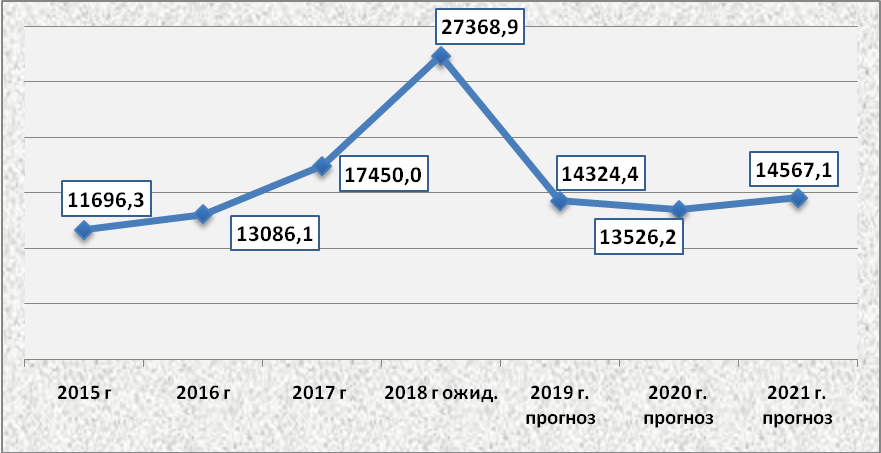 27368,9
17450,0
14324,4
14567,1
11696,3
13086,1
13526,2
2015 г
2016 г
2017 г
2018 г ожид.
2019 г.
прогноз
2020 г.
прогноз
2021 г.
прогноз